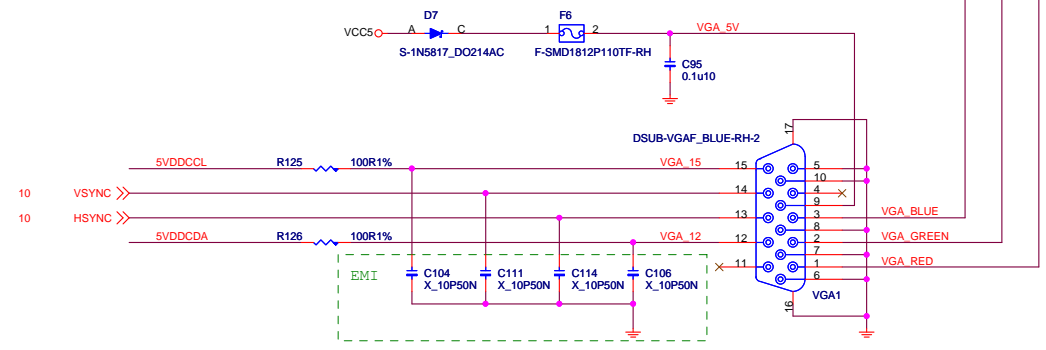 D7
F6
VCC5
A
C
1
2
VGA_5V
S-1N5817_DO214AC
F-SMD1812P110TF-RH
C95
0.1u10
17
DSUB-VGAF_BLUE-RH-2
5VDDCCL
R125
100R1%
VGA_15
15
5
10
10
VSYNC
14
4
9
10
HSYNC
13
3
VGA_BLUE
8
5VDDCDA
R126
100R1%
VGA_12
12
2
VGA_GREEN
7
11
1
VGA_RED
6
EMI
C104
X_10P50N
C111
X_10P50N
C114
X_10P50N
C106
X_10P50N
VGA1
16